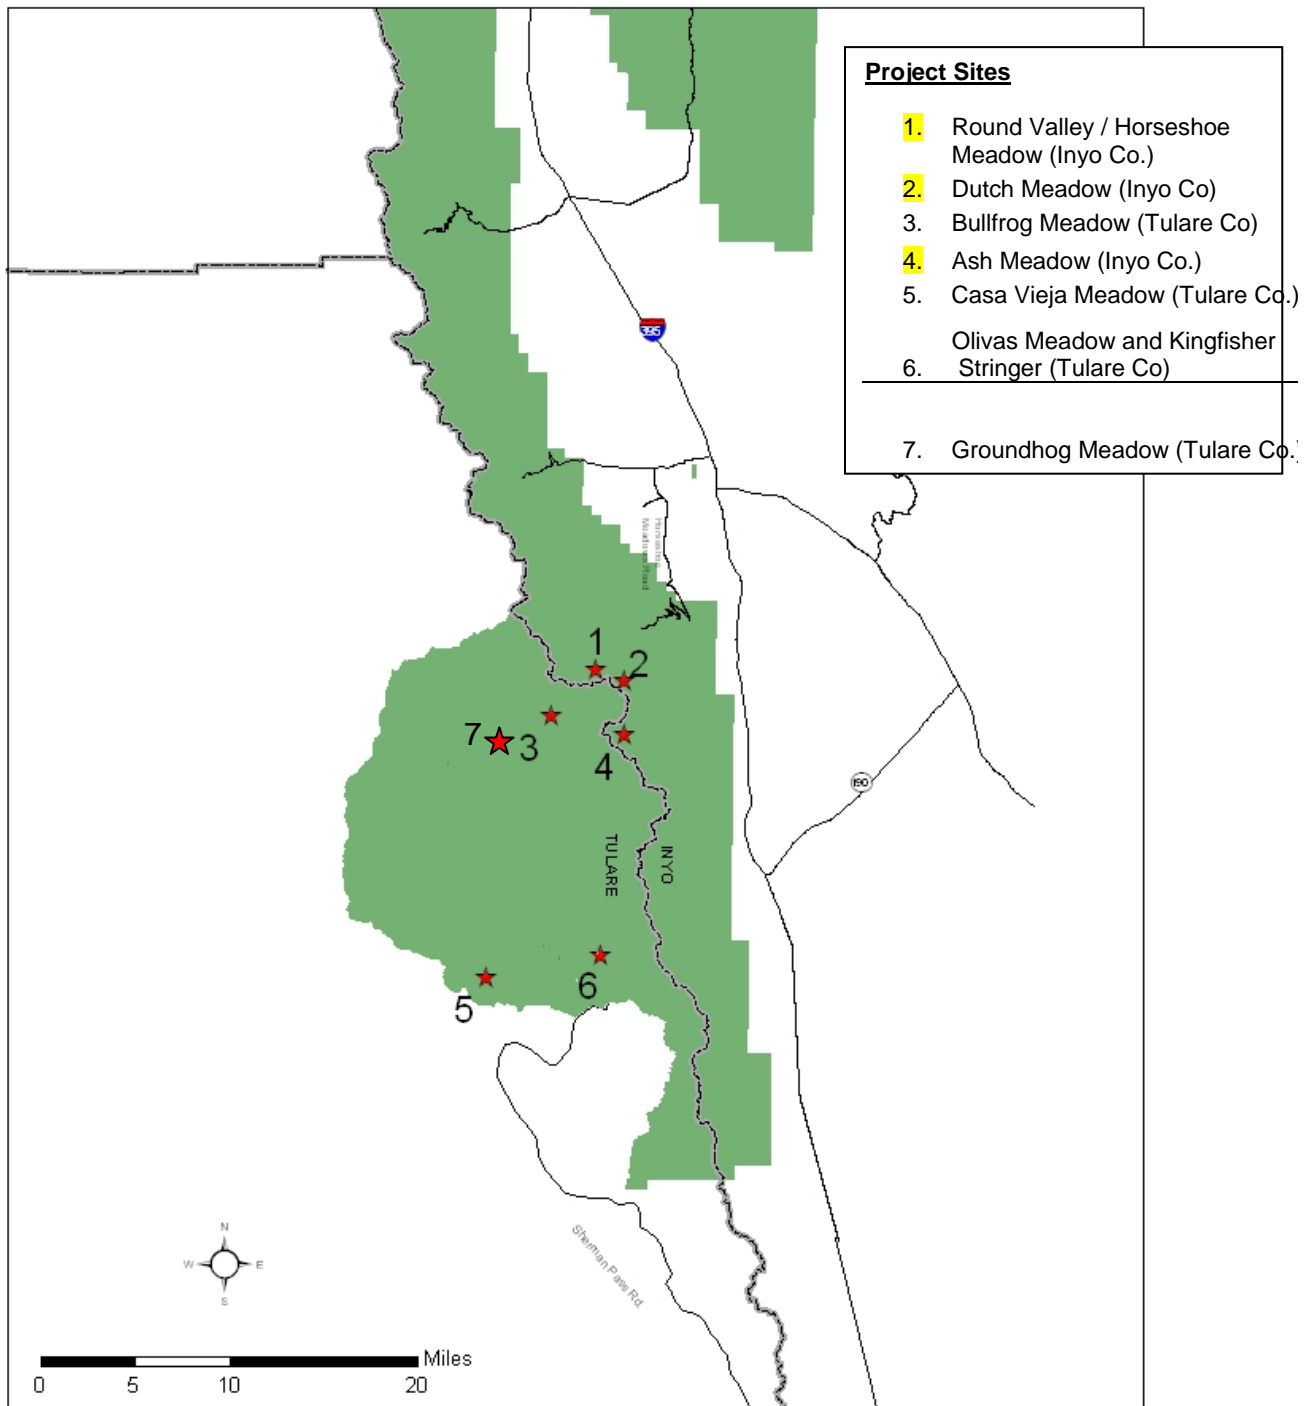 Project Sites
1. Round Valley / Horseshoe
Meadow (Inyo Co.)
2. Dutch Meadow (Inyo Co)
3. Bullfrog Meadow (Tulare Co)
4. Ash Meadow (Inyo Co.)
5. Casa Vieja Meadow (Tulare Co.)
Olivas Meadow and Kingfisher
6. Stringer (Tulare Co)
7. Groundhog Meadow (Tulare Co.)
395
Horseshoe
Meadows Road
1
2
3
7
4
190
TULARE
INYO
6
5
Sherman Pass Rd.
N
W
E
S
Miles
0
5
10
20